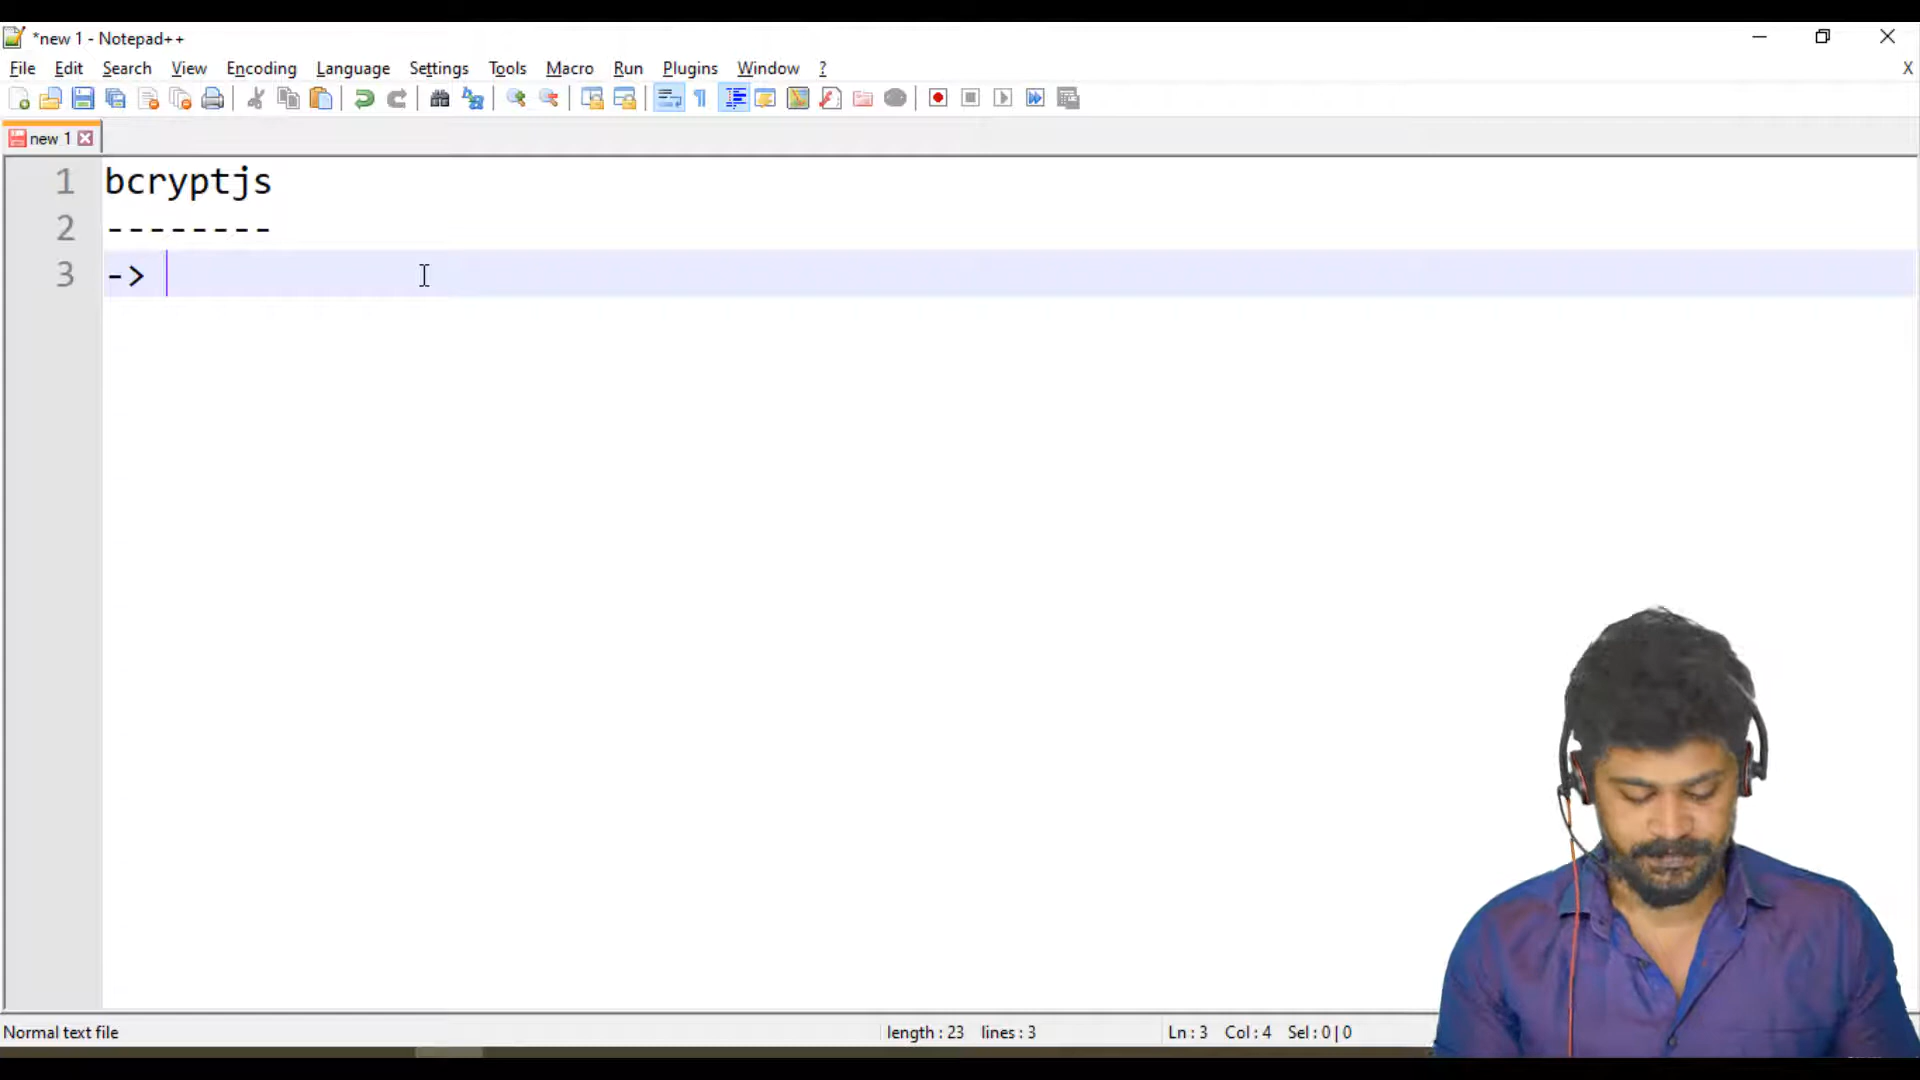 *new 1 - Notepad++
File Edit Search View Encoding Language Settings Tools Macro Run Plugins Window ? X
new 1
1 bcryptjs
2 --------
3 ->
Normal text file length : 23 lines : 3 Ln : 3 Col : 4 Sel : 0 | 0